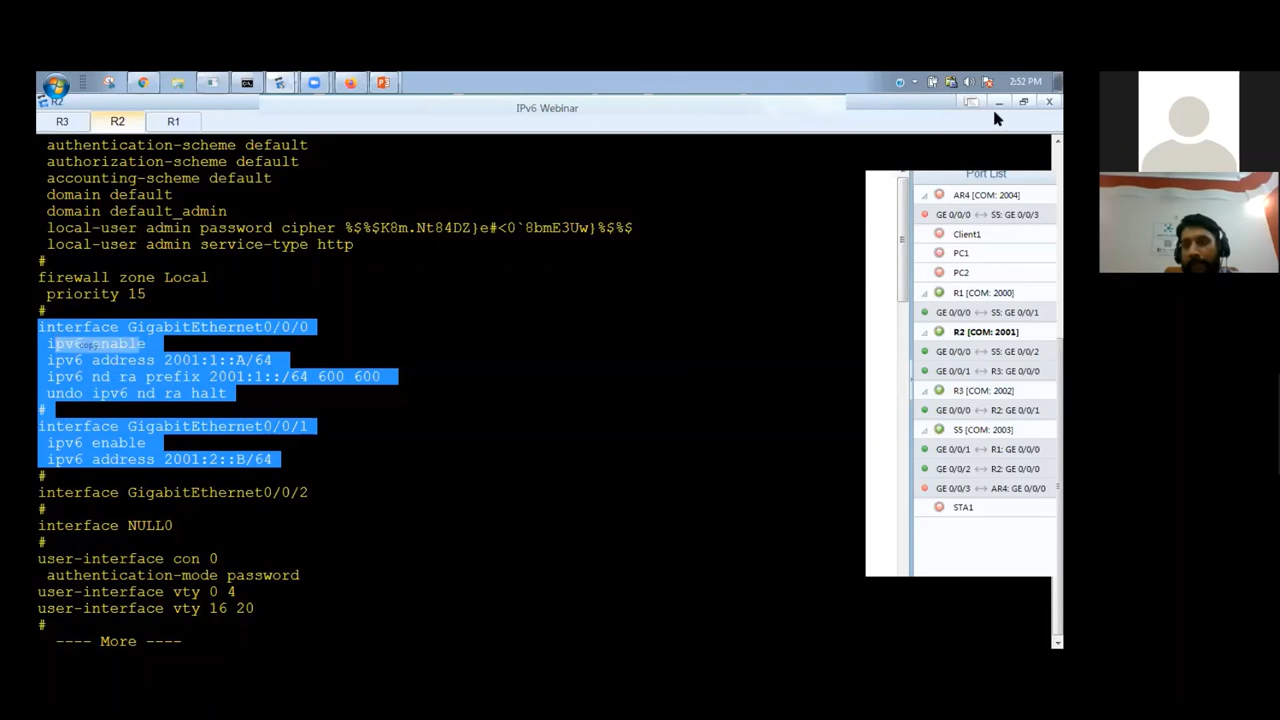 2:52 PM
R2
IPv6 Webinar
R3
R2
R1
authentication-scheme default
authorization-scheme default
accounting-scheme default
domain default
domain default_admin
local-user admin password cipher %$%$K8m.Nt84DZ}e#<0`8bmE3Uw}%$%$
local-user admin service-type http
#
firewall zone Local
priority 15
#
interface GigabitEthernet0/0/0
ipv6 enable
copy
ipv6 address 2001:1::A/64
ipv6 nd ra prefix 2001:1::/64 600 600
undo ipv6 nd ra halt
#
interface GigabitEthernet0/0/1
ipv6 enable
ipv6 address 2001:2::B/64
#
interface GigabitEthernet0/0/2
#
interface NULL0
#
user-interface con 0
authentication-mode password
user-interface vty 0 4
user-interface vty 16 20
#
---- More ----
Port List
AR4 [COM: 2004]
GE 0/0/0 <-> S5: GE 0/0/3
Client1
PC1
PC2
R1 [COM: 2000]
GE 0/0/0 <-> S5: GE 0/0/1
R2 [COM: 2001]
GE 0/0/0 <-> S5: GE 0/0/2
GE 0/0/1 <-> R3: GE 0/0/0
R3 [COM: 2002]
GE 0/0/0 <-> R2: GE 0/0/1
S5 [COM: 2003]
GE 0/0/1 <-> R1: GE 0/0/0
GE 0/0/2 <-> R2: GE 0/0/0
GE 0/0/3 <-> AR4: GE 0/0/0
STA1